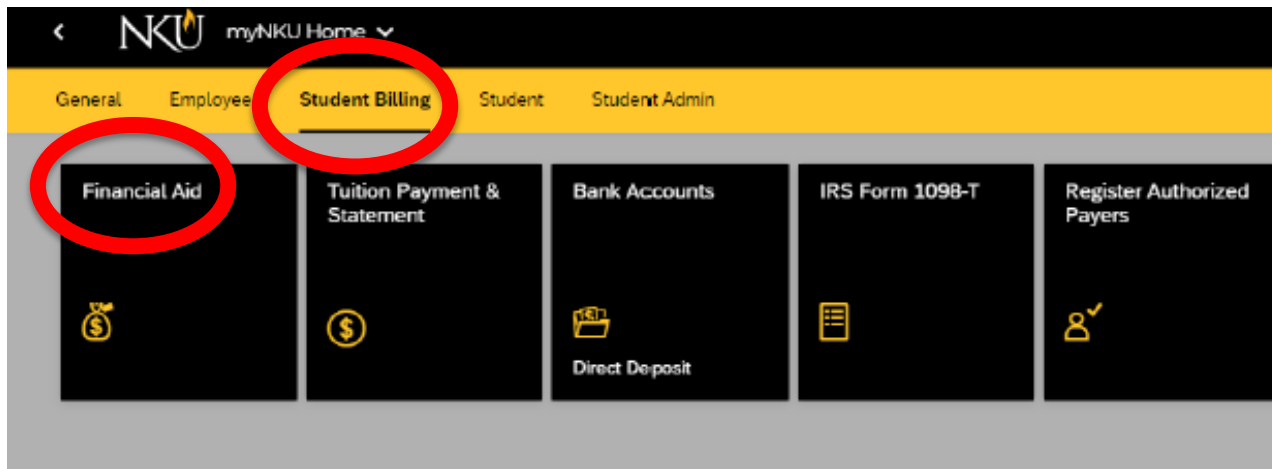 NKU myNKU Home
General Employee Student Billing Student Student Admin
Financial Aid
Tuition Payment &
Statement
Bank Accounts
Direct Deposit
IRS Form 1098-T
Register Authorized
Payers